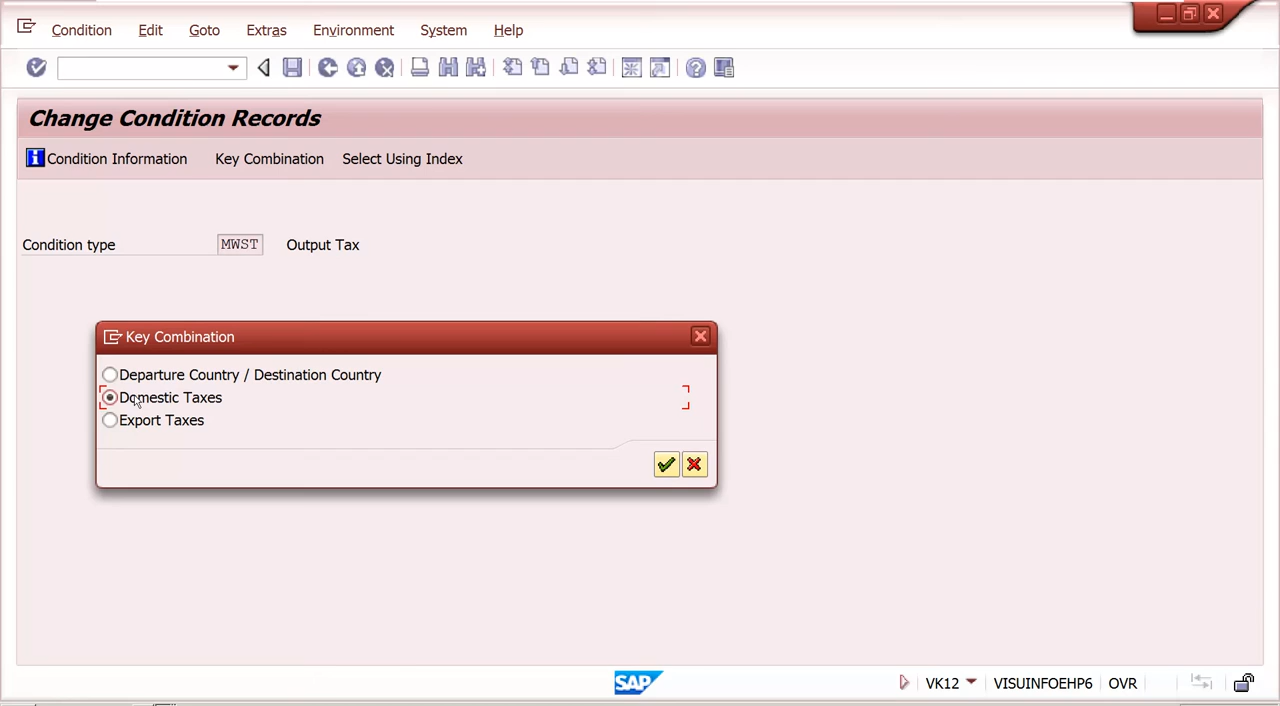 Condition Edit Goto Extras Environment System Help
Change Condition Records
Condition Information Key Combination Select Using Index
Condition type MWST Output Tax
Key Combination
Departure Country / Destination Country
Domestic Taxes
Export Taxes
SAP VK12 VISUINFOEHP6 OVR